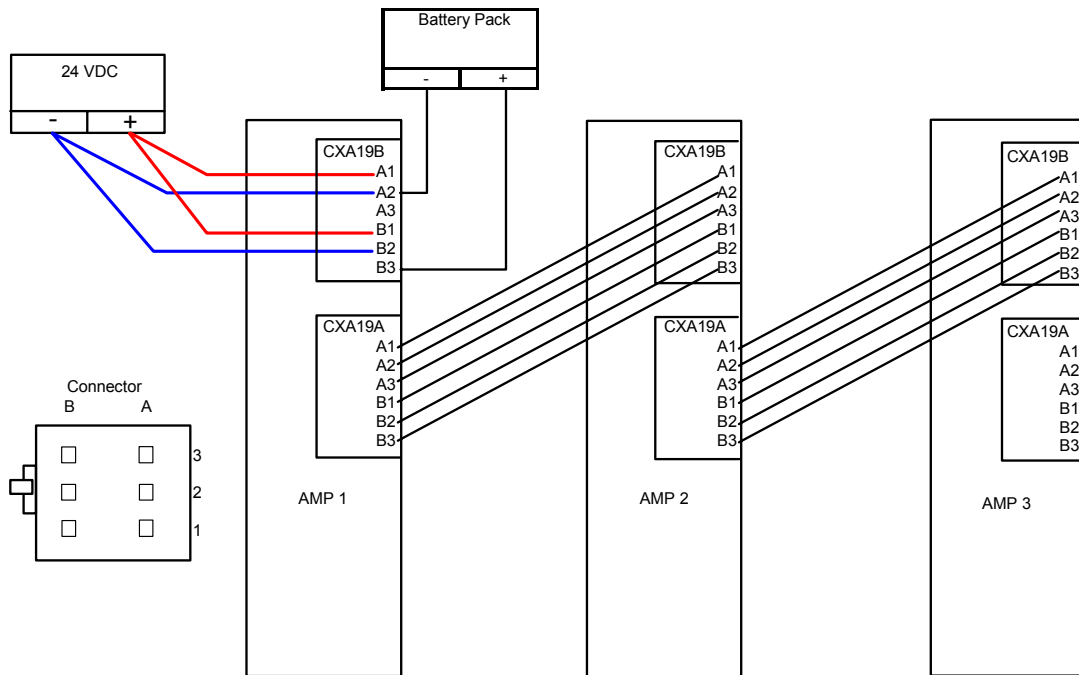 Battery Pack
- +
24 VDC
- +
CXA19B
A1
A2
A3
B1
B2
B3
CXA19A
A1
A2
A3
B1
B2
B3
AMP 1
CXA19B
A1
A2
A3
B1
B2
B3
CXA19A
A1
A2
A3
B1
B2
B3
AMP 2
CXA19B
A1
A2
A3
B1
B2
B3
CXA19A
A1
A2
A3
B1
B2
B3
AMP 3
Connector
B A
3
2
1